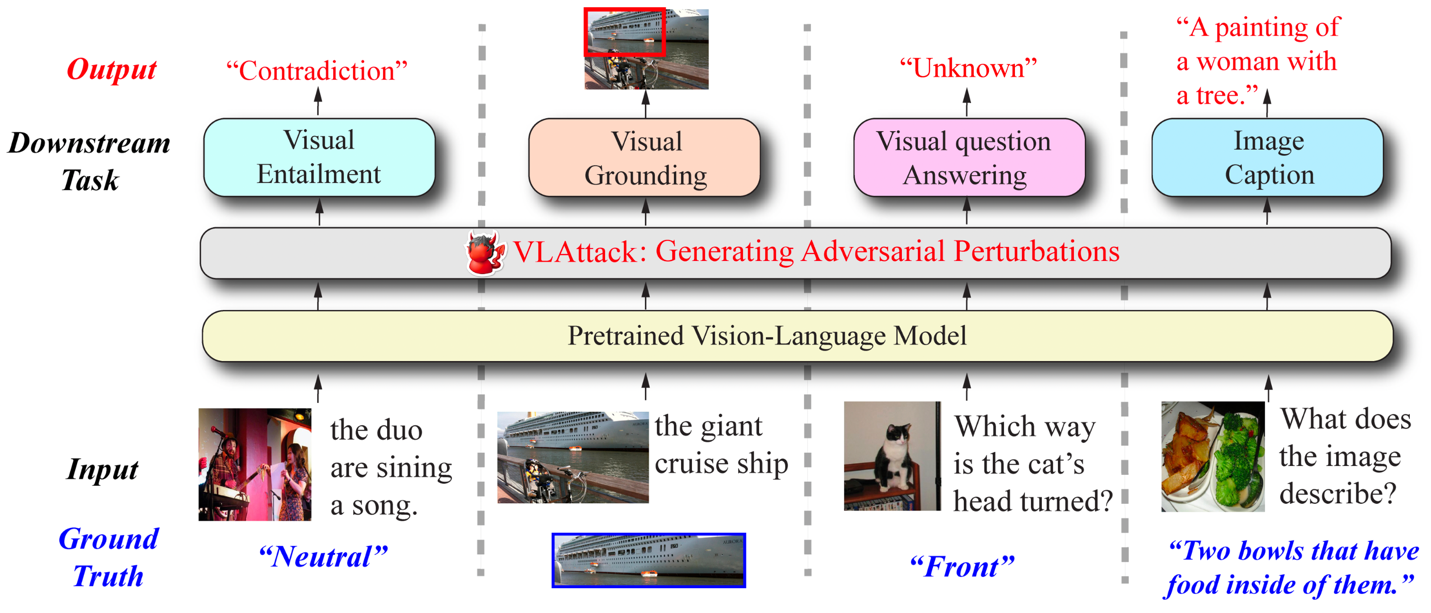 Output
“Contradiction”
“Unknown”
“A painting of
a woman with
a tree.”
Downstream
Task
Visual
Entailment
Visual
Grounding
Visual question
Answering
Image
Caption
VLAttack: Generating Adversarial Perturbations
Pretrained Vision-Language Model
Input
the duo
are sining
a song.
the giant
cruise ship
Which way
is the cat’s
head turned?
What does
the image
describe?
Ground
Truth
“Neutral”
“Front”
“Two bowls that have
food inside of them.”